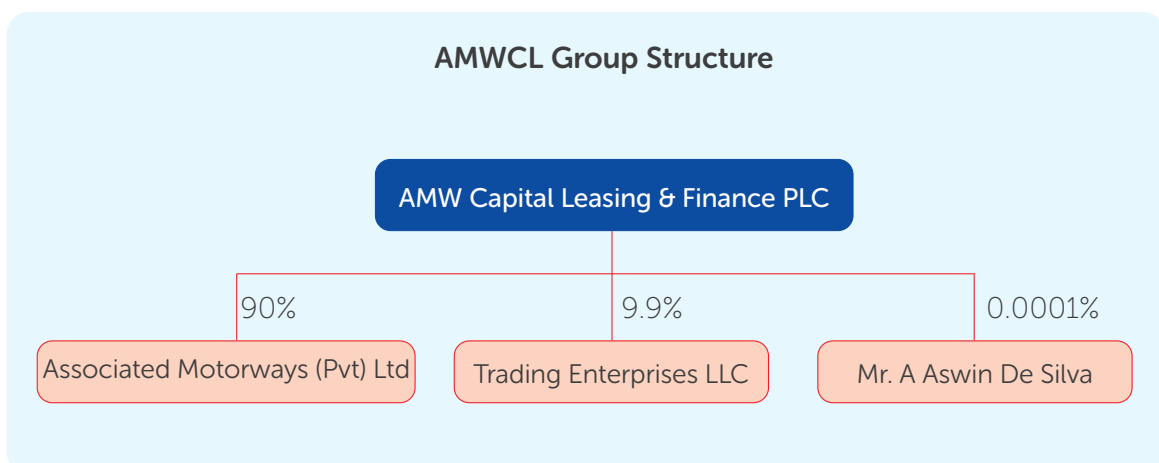 AMWCL Group Structure
AMW Capital Leasing & Finance PLC
90%
9.9%
0.0001%
Associated Motorways (Pvt) Ltd
Trading Enterprises LLC
Mr. A Aswin De Silva